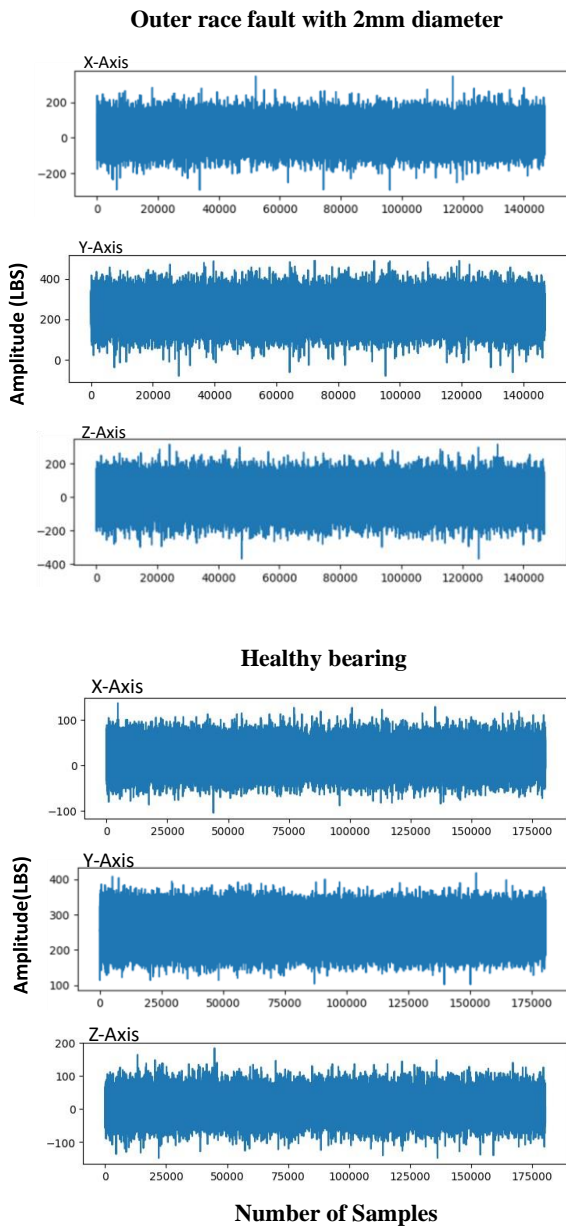 Outer race fault with 2mm diameter
X-Axis
200
0
−200
0 20000 40000 60000 80000 100000 120000 140000
Y-Axis
Amplitude (LBS)
400
200
0
0 20000 40000 60000 80000 100000 120000 140000
Z-Axis
200
0
−200
−400
0 20000 40000 60000 80000 100000 120000 140000
Healthy bearing
X-Axis
100
0
−100
0 25000 50000 75000 100000 125000 150000 175000
Y-Axis
Amplitude(LBS)
400
300
200
100
0 25000 50000 75000 100000 125000 150000 175000
Z-Axis
200
100
0
−100
0 25000 50000 75000 100000 125000 150000 175000
Number of Samples